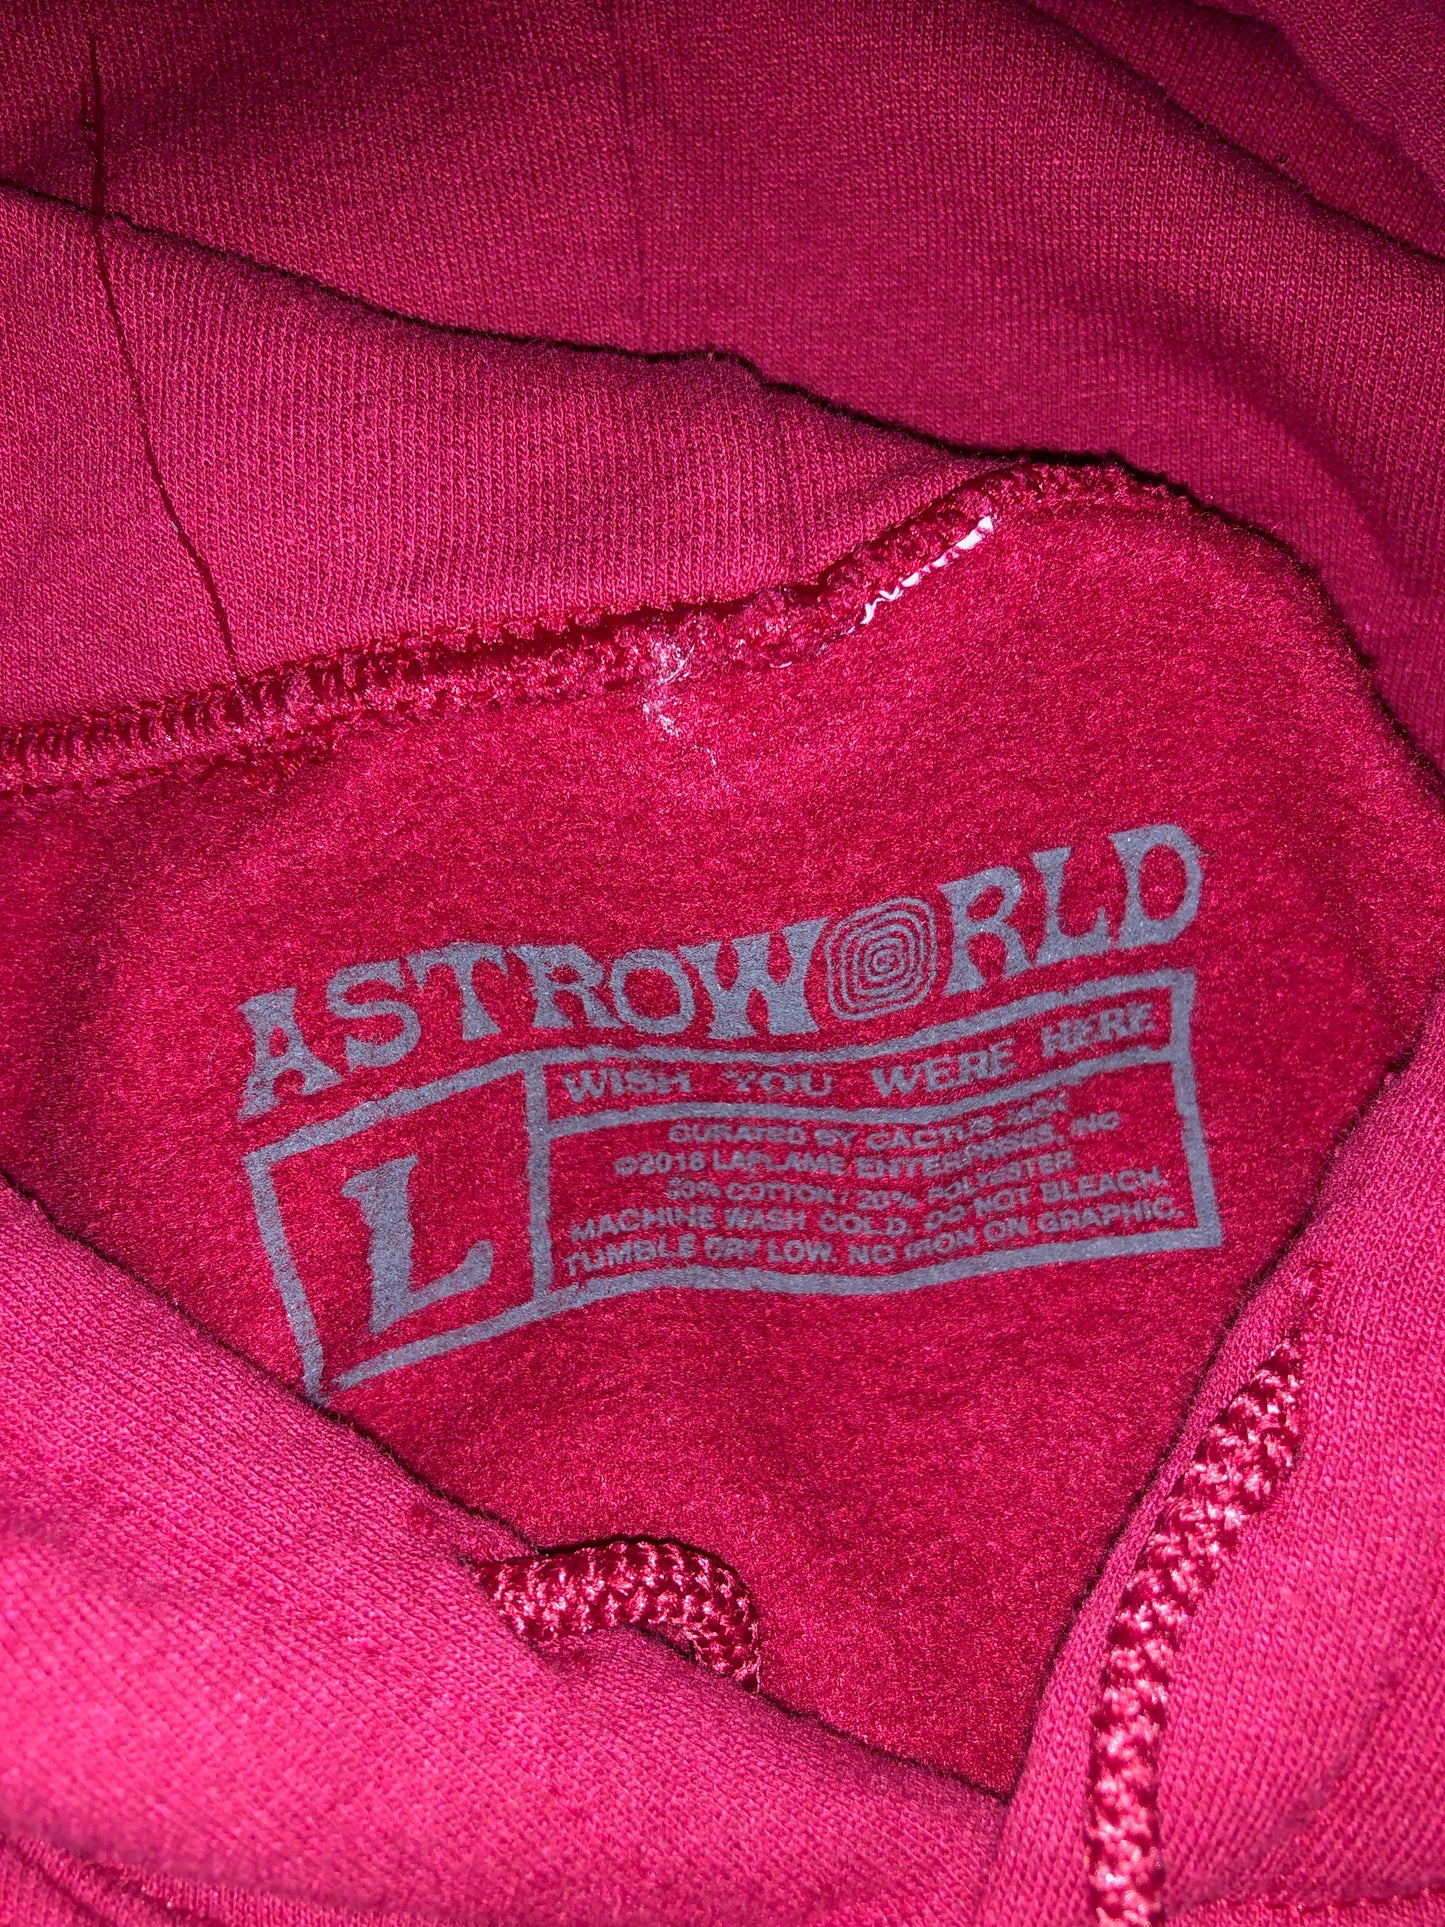 ASTROWORLD
L
WISH YOU WERE HERE
CURATED BY CACTUS JACK
©2018 LAFLAME ENTERPRISES, INC
COTTON / 20% POLYESTER
MACHINE WASH COLD. DO NOT BLEACH.
TUMBLE DRY LOW. NO IRON ON GRAPHIC.